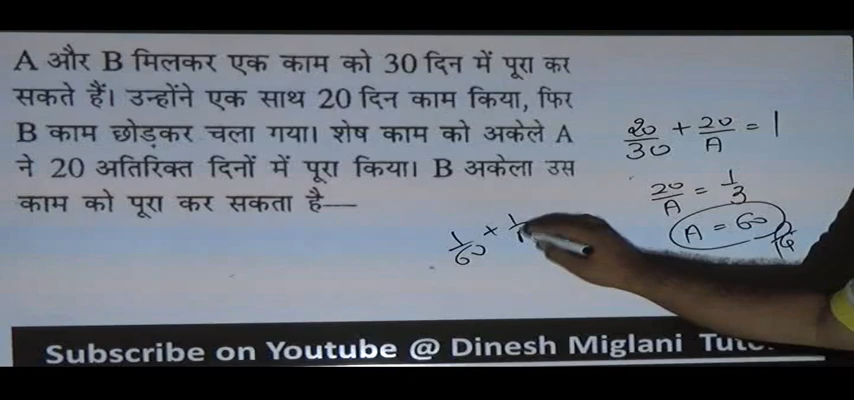 A और B मिलकर एक काम को 30 दिन में पूरा कर
सकते हैं। उन्होंने एक साथ 20 दिन काम किया, फिर
B काम छोड़कर चला गया। शेष काम को अकेले A
ने 20 अतिरिक्त दिनों में पूरा किया। B अकेला उस
काम को पूरा कर सकता है—
20/30 + 20/A = 1
20/A = 1/3
A = 60
1/60 +
Subscribe on Youtube @ Dinesh Miglani